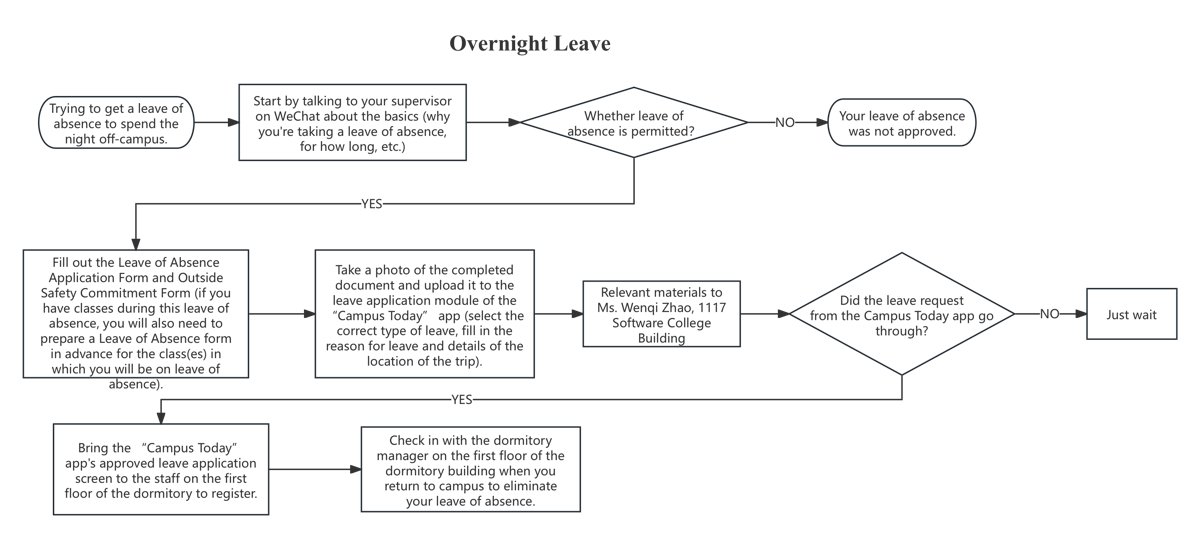 Overnight Leave
Trying to get a leave of
absence to spend the
night off-campus.
Start by talking to your supervisor
on WeChat about the basics (why
you're taking a leave of absence,
for how long, etc.)
Whether leave of
absence is permitted?
NO
Your leave of absence
was not approved.
YES
Fill out the Leave of Absence
Application Form and Outside
Safety Commitment Form (if you
have classes during this leave of
absence, you will also need to
prepare a Leave of Absence form
in advance for the class(es) in
which you will be on leave of
absence).
Take a photo of the completed
document and upload it to the
leave application module of the
“Campus Today” app (select the
correct type of leave, fill in the
reason for leave and details of the
location of the trip).
Relevant materials to
Ms. Wenqi Zhao, 1117
Software College
Building
Did the leave request
from the Campus Today app go
through?
NO
Just wait
YES
Bring the “Campus Today”
app's approved leave application
screen to the staff on the first
floor of the dormitory to register.
Check in with the dormitory
manager on the first floor of the
dormitory building when you
return to campus to eliminate
your leave of absence.